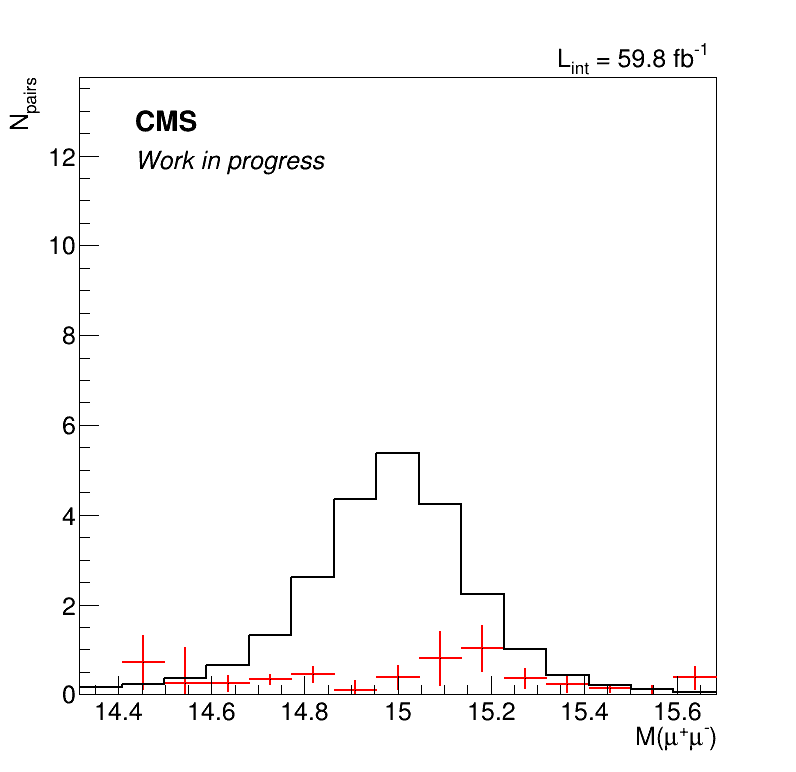 L_int = 59.8 fb^-1
N_pairs
CMS
Work in progress
12
10
8
6
4
2
0
14.4 14.6 14.8 15 15.2 15.4 15.6
M(μ⁺μ⁻)